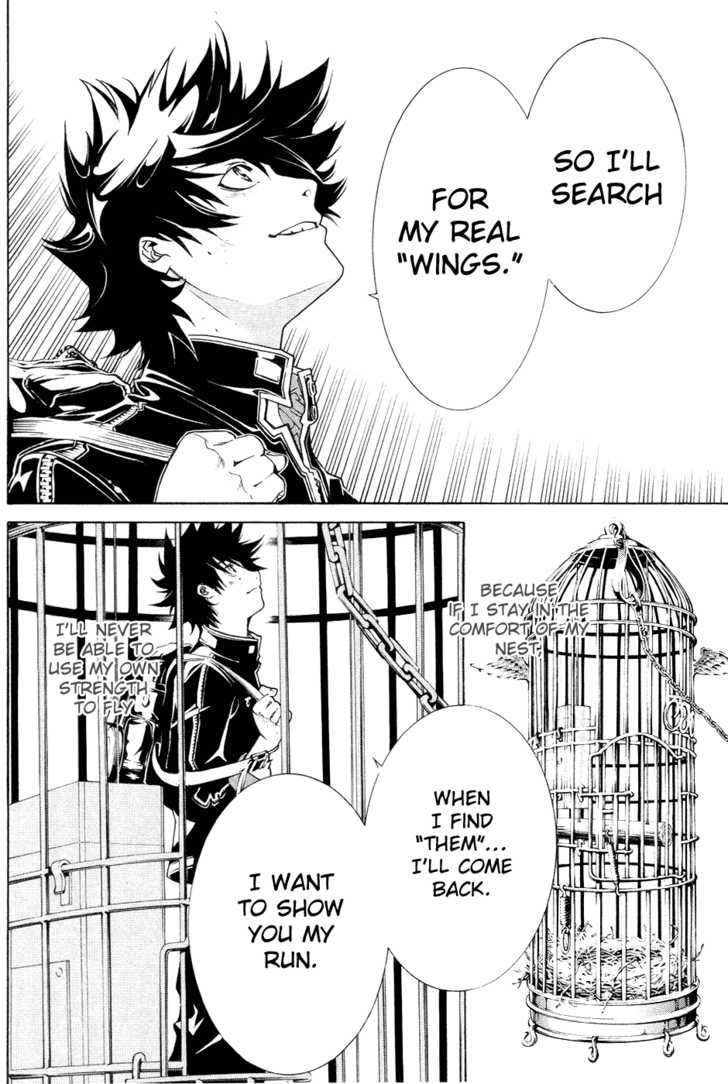 SO I'LL
SEARCH
FOR
MY REAL
"WINGS."
BECAUSE
IF I STAY IN THE
COMFORT OF MY
NEST,
I'LL NEVER
BE ABLE TO
USE MY OWN
STRENGTH
TO FLY.
WHEN
I FIND
"THEM"...
I'LL COME
BACK.
I WANT
TO SHOW
YOU MY
RUN.